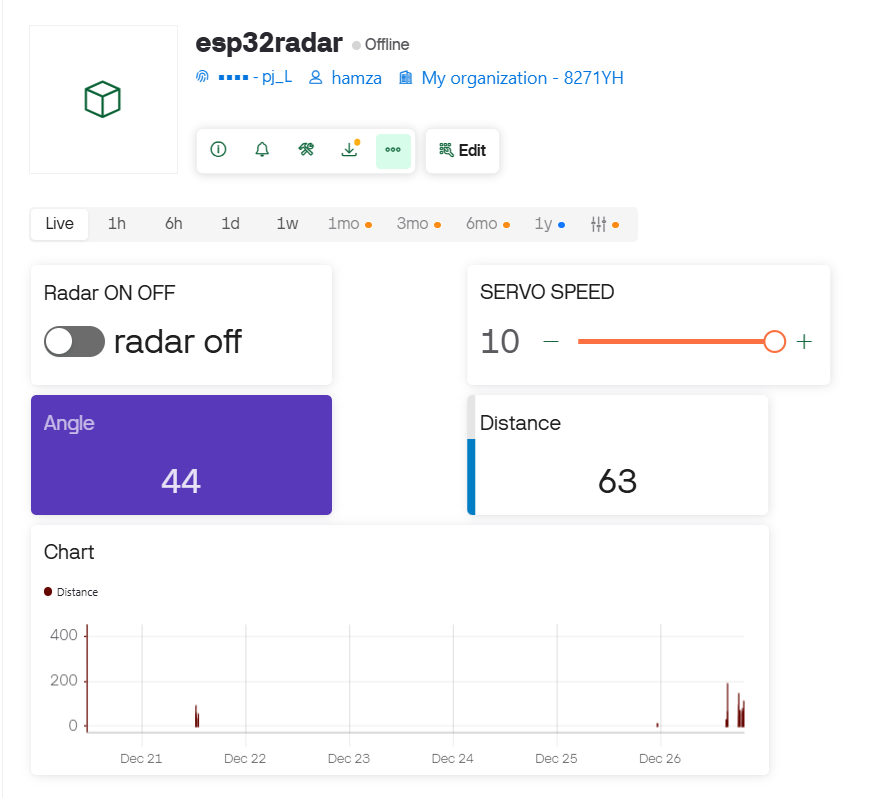 esp32radar Offline
- pj_L hamza My organization - 8271YH
Edit
Live 1h 6h 1d 1w 1mo 3mo 6mo 1y
Radar ON OFF
radar off
SERVO SPEED
10 − +
Angle
44
Distance
63
Chart
Distance
400
200
0
Dec 21 Dec 22 Dec 23 Dec 24 Dec 25 Dec 26